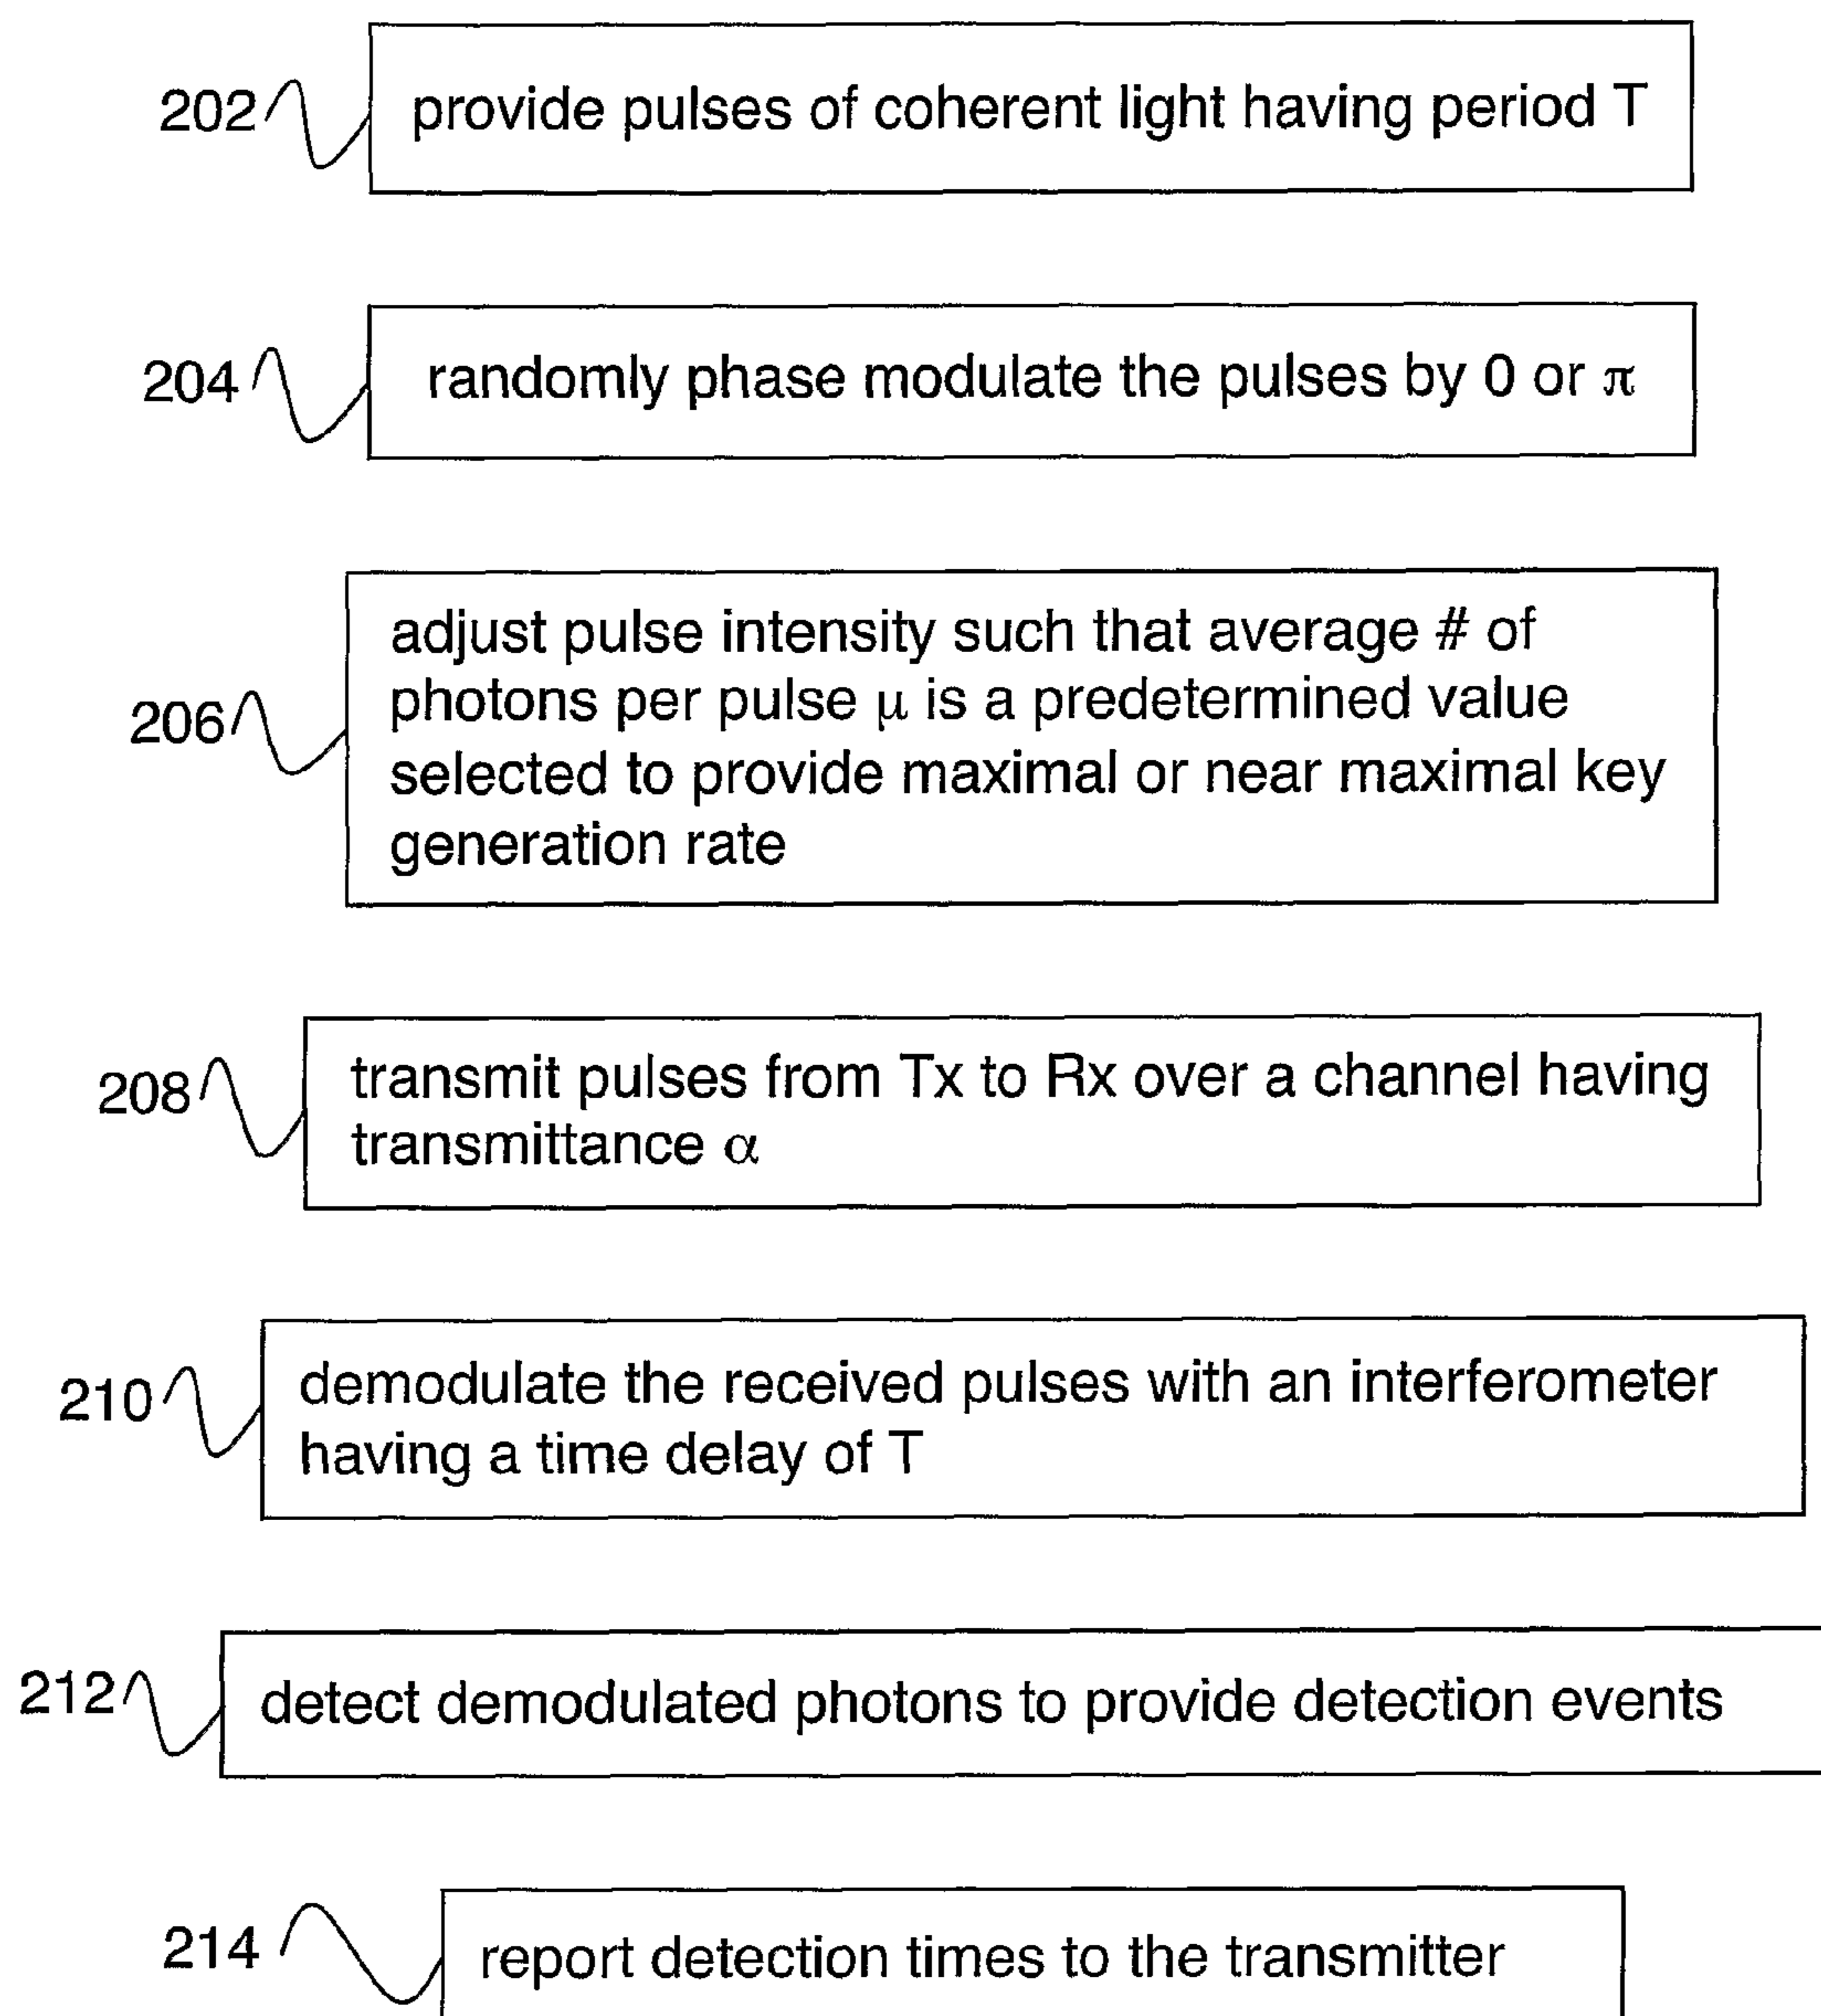 202 provide pulses of coherent light having period T
204 randomly phase modulate the pulses by 0 or π
adjust pulse intensity such that average # of
photons per pulse μ is a predetermined value
206 selected to provide maximal or near maximal key
generation rate
208 transmit pulses from Tx to Rx over a channel having
transmittance α
210 demodulate the received pulses with an interferometer
having a time delay of T
212 detect demodulated photons to provide detection events
214 report detection times to the transmitter